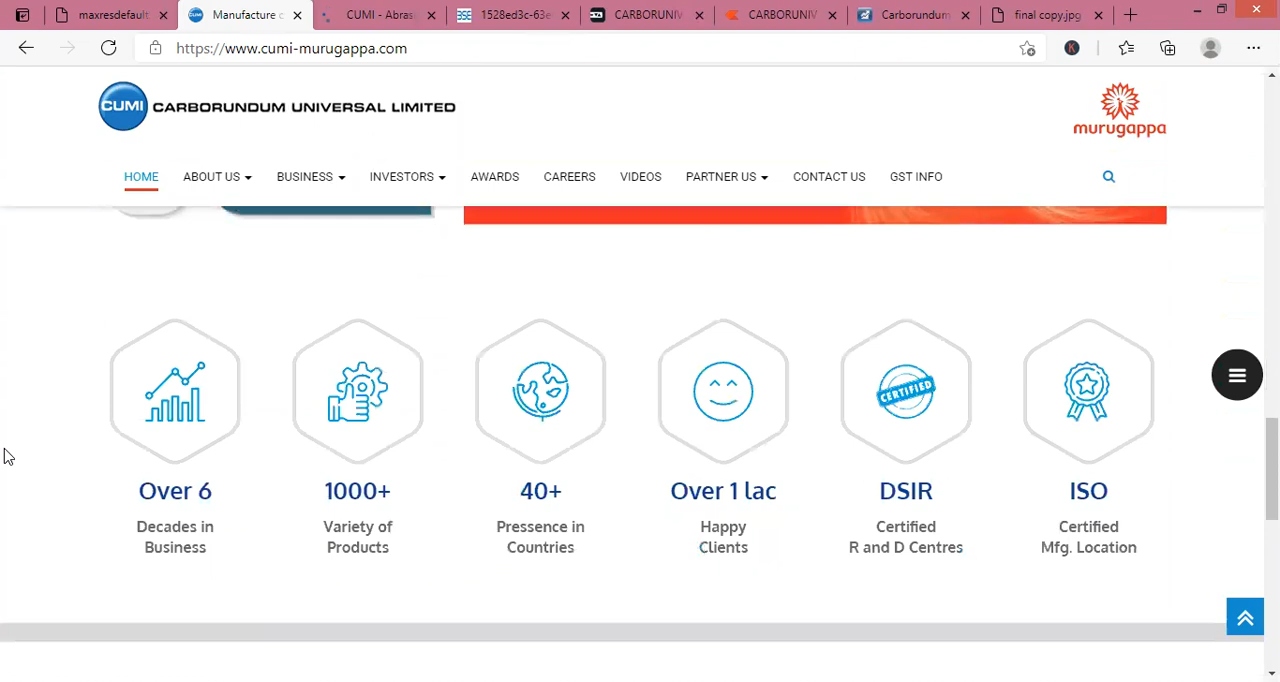 maxresdefault
Manufacture c
CUMI - Abras
1528ed3c-63e
CARBORUNIV
CARBORUNIV
Carborundum
final copy.jpg
https://www.cumi-murugappa.com
CUMI CARBORUNDUM UNIVERSAL LIMITED
murugappa
HOME ABOUT US BUSINESS INVESTORS AWARDS CAREERS VIDEOS PARTNER US CONTACT US GST INFO
CERTIFIED
Over 6
Decades in
Business
1000+
Variety of
Products
40+
Pressence in
Countries
Over 1 lac
Happy
Clients
DSIR
Certified
R and D Centres
ISO
Certified
Mfg. Location